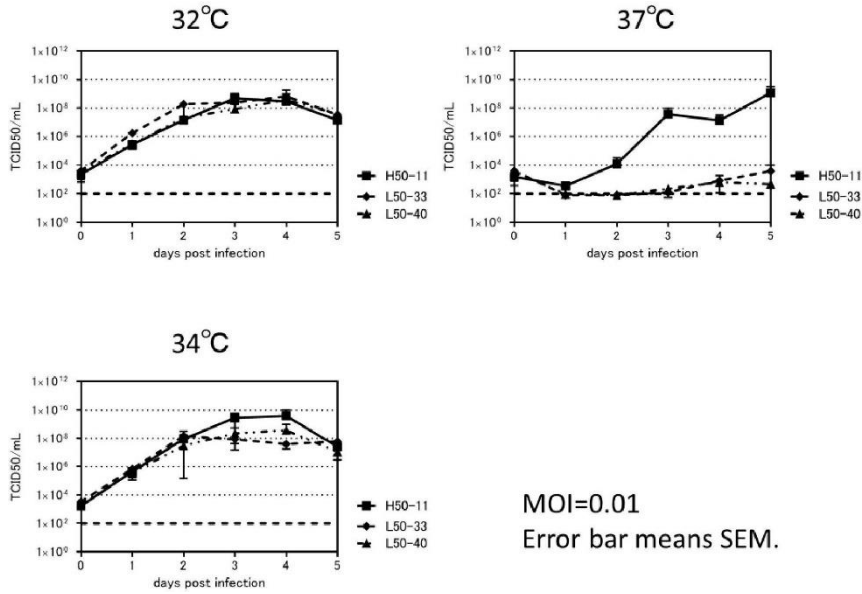 32℃
1×10¹²
1×10¹⁰
1×10⁸
1×10⁶
1×10⁴
1×10²
1×10⁰
TCID50/mL
0 1 2 3 4 5
days post infection
H50-11
L50-33
L50-40
37℃
1×10¹²
1×10¹⁰
1×10⁸
1×10⁶
1×10⁴
1×10²
1×10⁰
TCID50/mL
0 1 2 3 4 5
days post infection
H50-11
L50-33
L50-40
34℃
1×10¹²
1×10¹⁰
1×10⁸
1×10⁶
1×10⁴
1×10²
1×10⁰
TCID50/mL
0 1 2 3 4 5
days post infection
H50-11
L50-33
L50-40
MOI=0.01
Error bar means SEM.